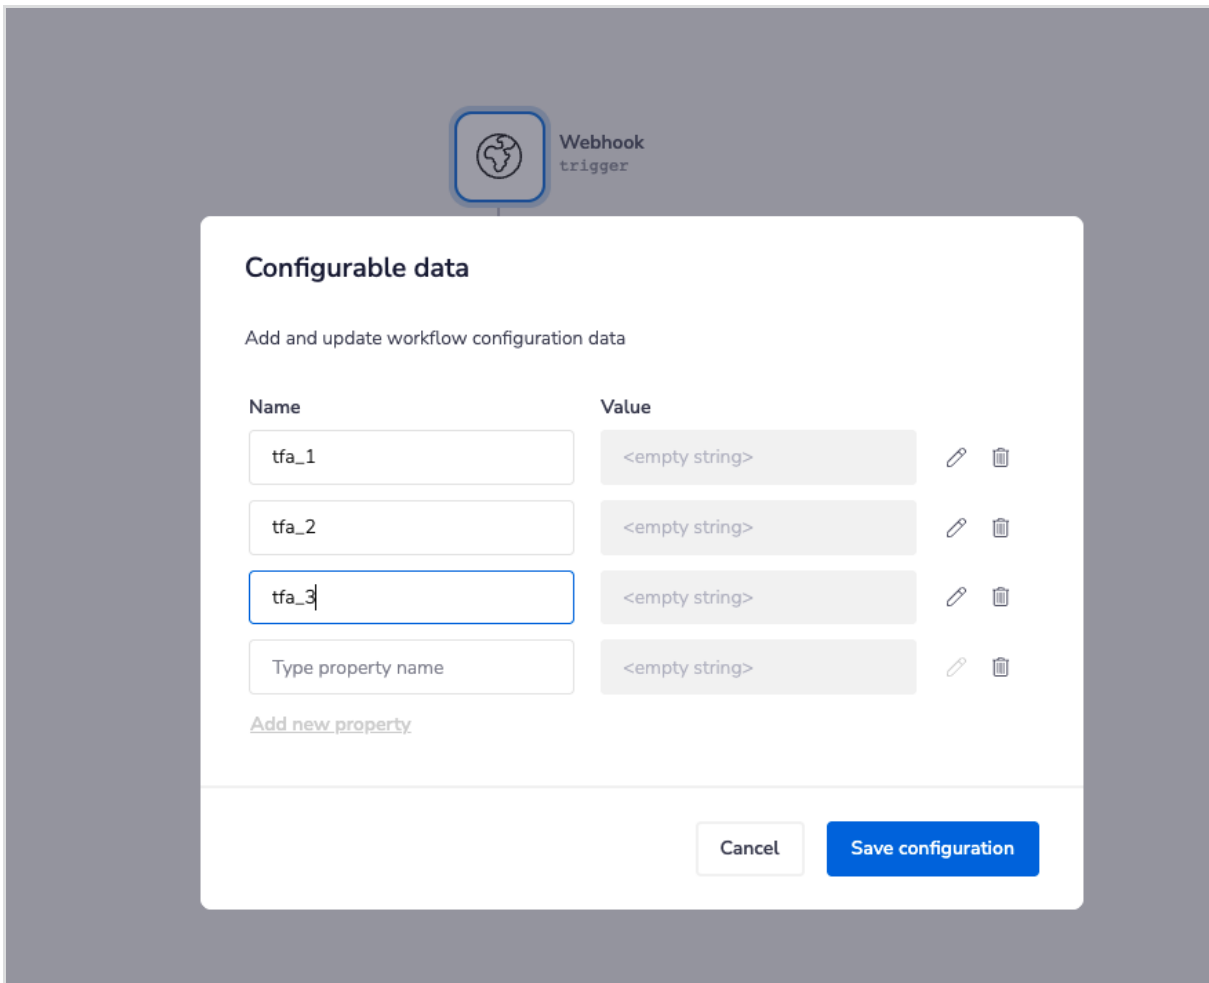 Webhook
trigger
Configurable data
Add and update workflow configuration data
Name Value
tfa_1 <empty string>
tfa_2 <empty string>
tfa_3 <empty string>
Type property name <empty string>
Add new property
Cancel Save configuration